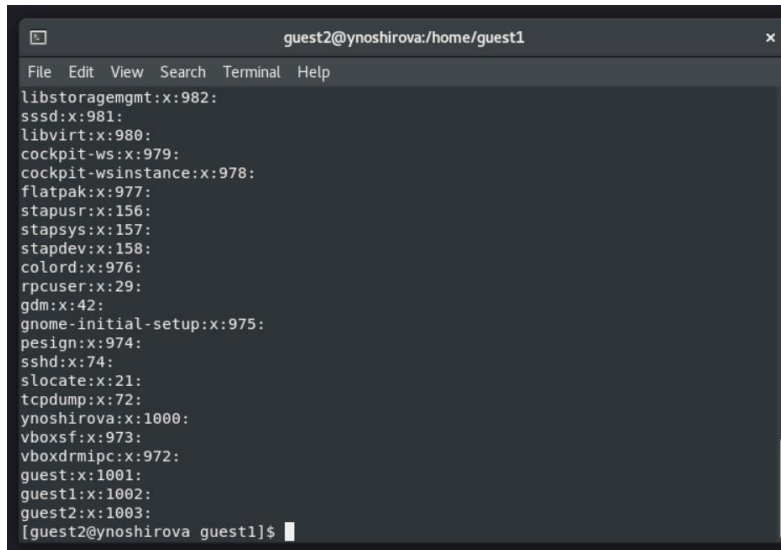 guest2@ynoshirova:/home/guest1
×
File Edit View Search Terminal Help
libstoragemgmt:x:982:
sssd:x:981:
libvirt:x:980:
cockpit-ws:x:979:
cockpit-wsinstance:x:978:
flatpak:x:977:
stapusr:x:156:
stapsys:x:157:
stapdev:x:158:
colord:x:976:
rpcuser:x:29:
gdm:x:42:
gnome-initial-setup:x:975:
pesign:x:974:
sshd:x:74:
slocate:x:21:
tcpdump:x:72:
ynoshirova:x:1000:
vboxsf:x:973:
vboxdrmipc:x:972:
guest:x:1001:
guest1:x:1002:
guest2:x:1003:
[guest2@ynoshirova guest1]$